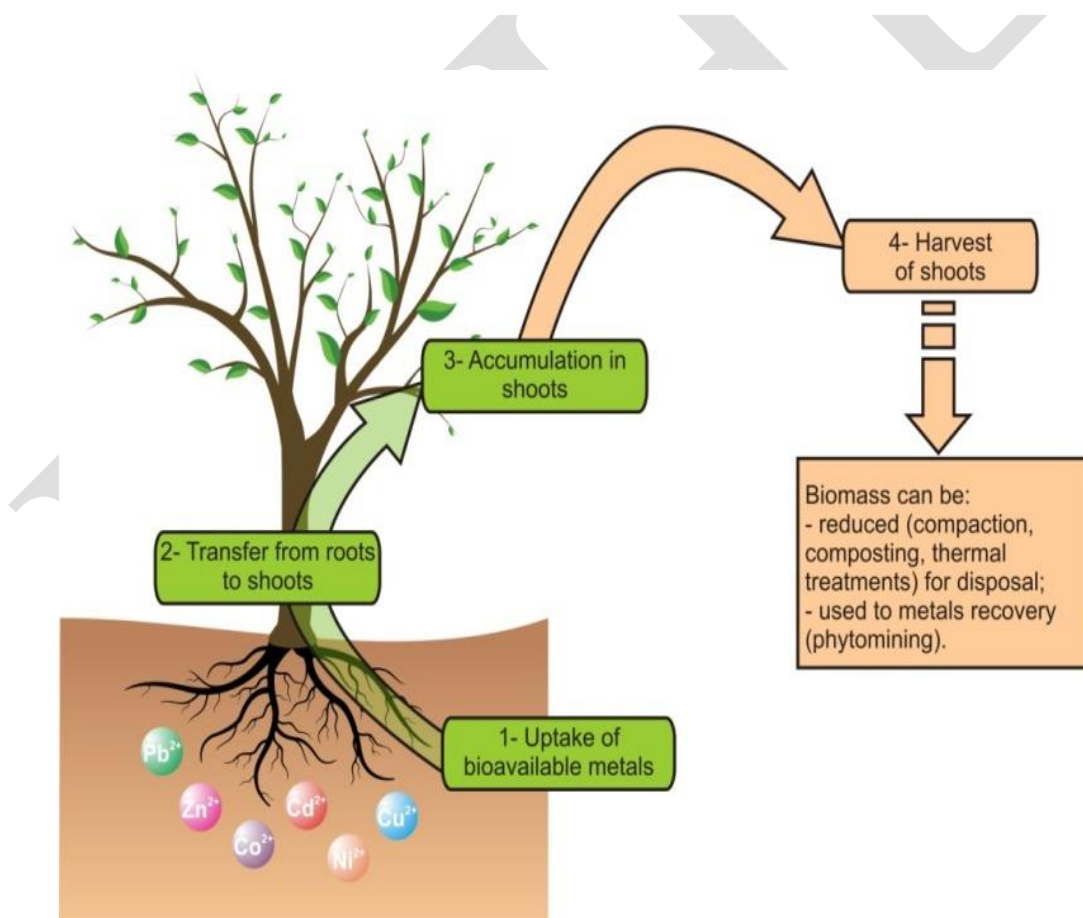 4- Harvest
of shoots
3- Accumulation in
shoots
Biomass can be:
- reduced (compaction,
composting, thermal
treatments) for disposal;
- used to metals recovery
(phytomining).
2- Transfer from roots
to shoots
1- Uptake of
bioavailable metals
Pb²⁺
Zn²⁺
Cd²⁺
Cu²⁺
Co²⁺
Ni²⁺